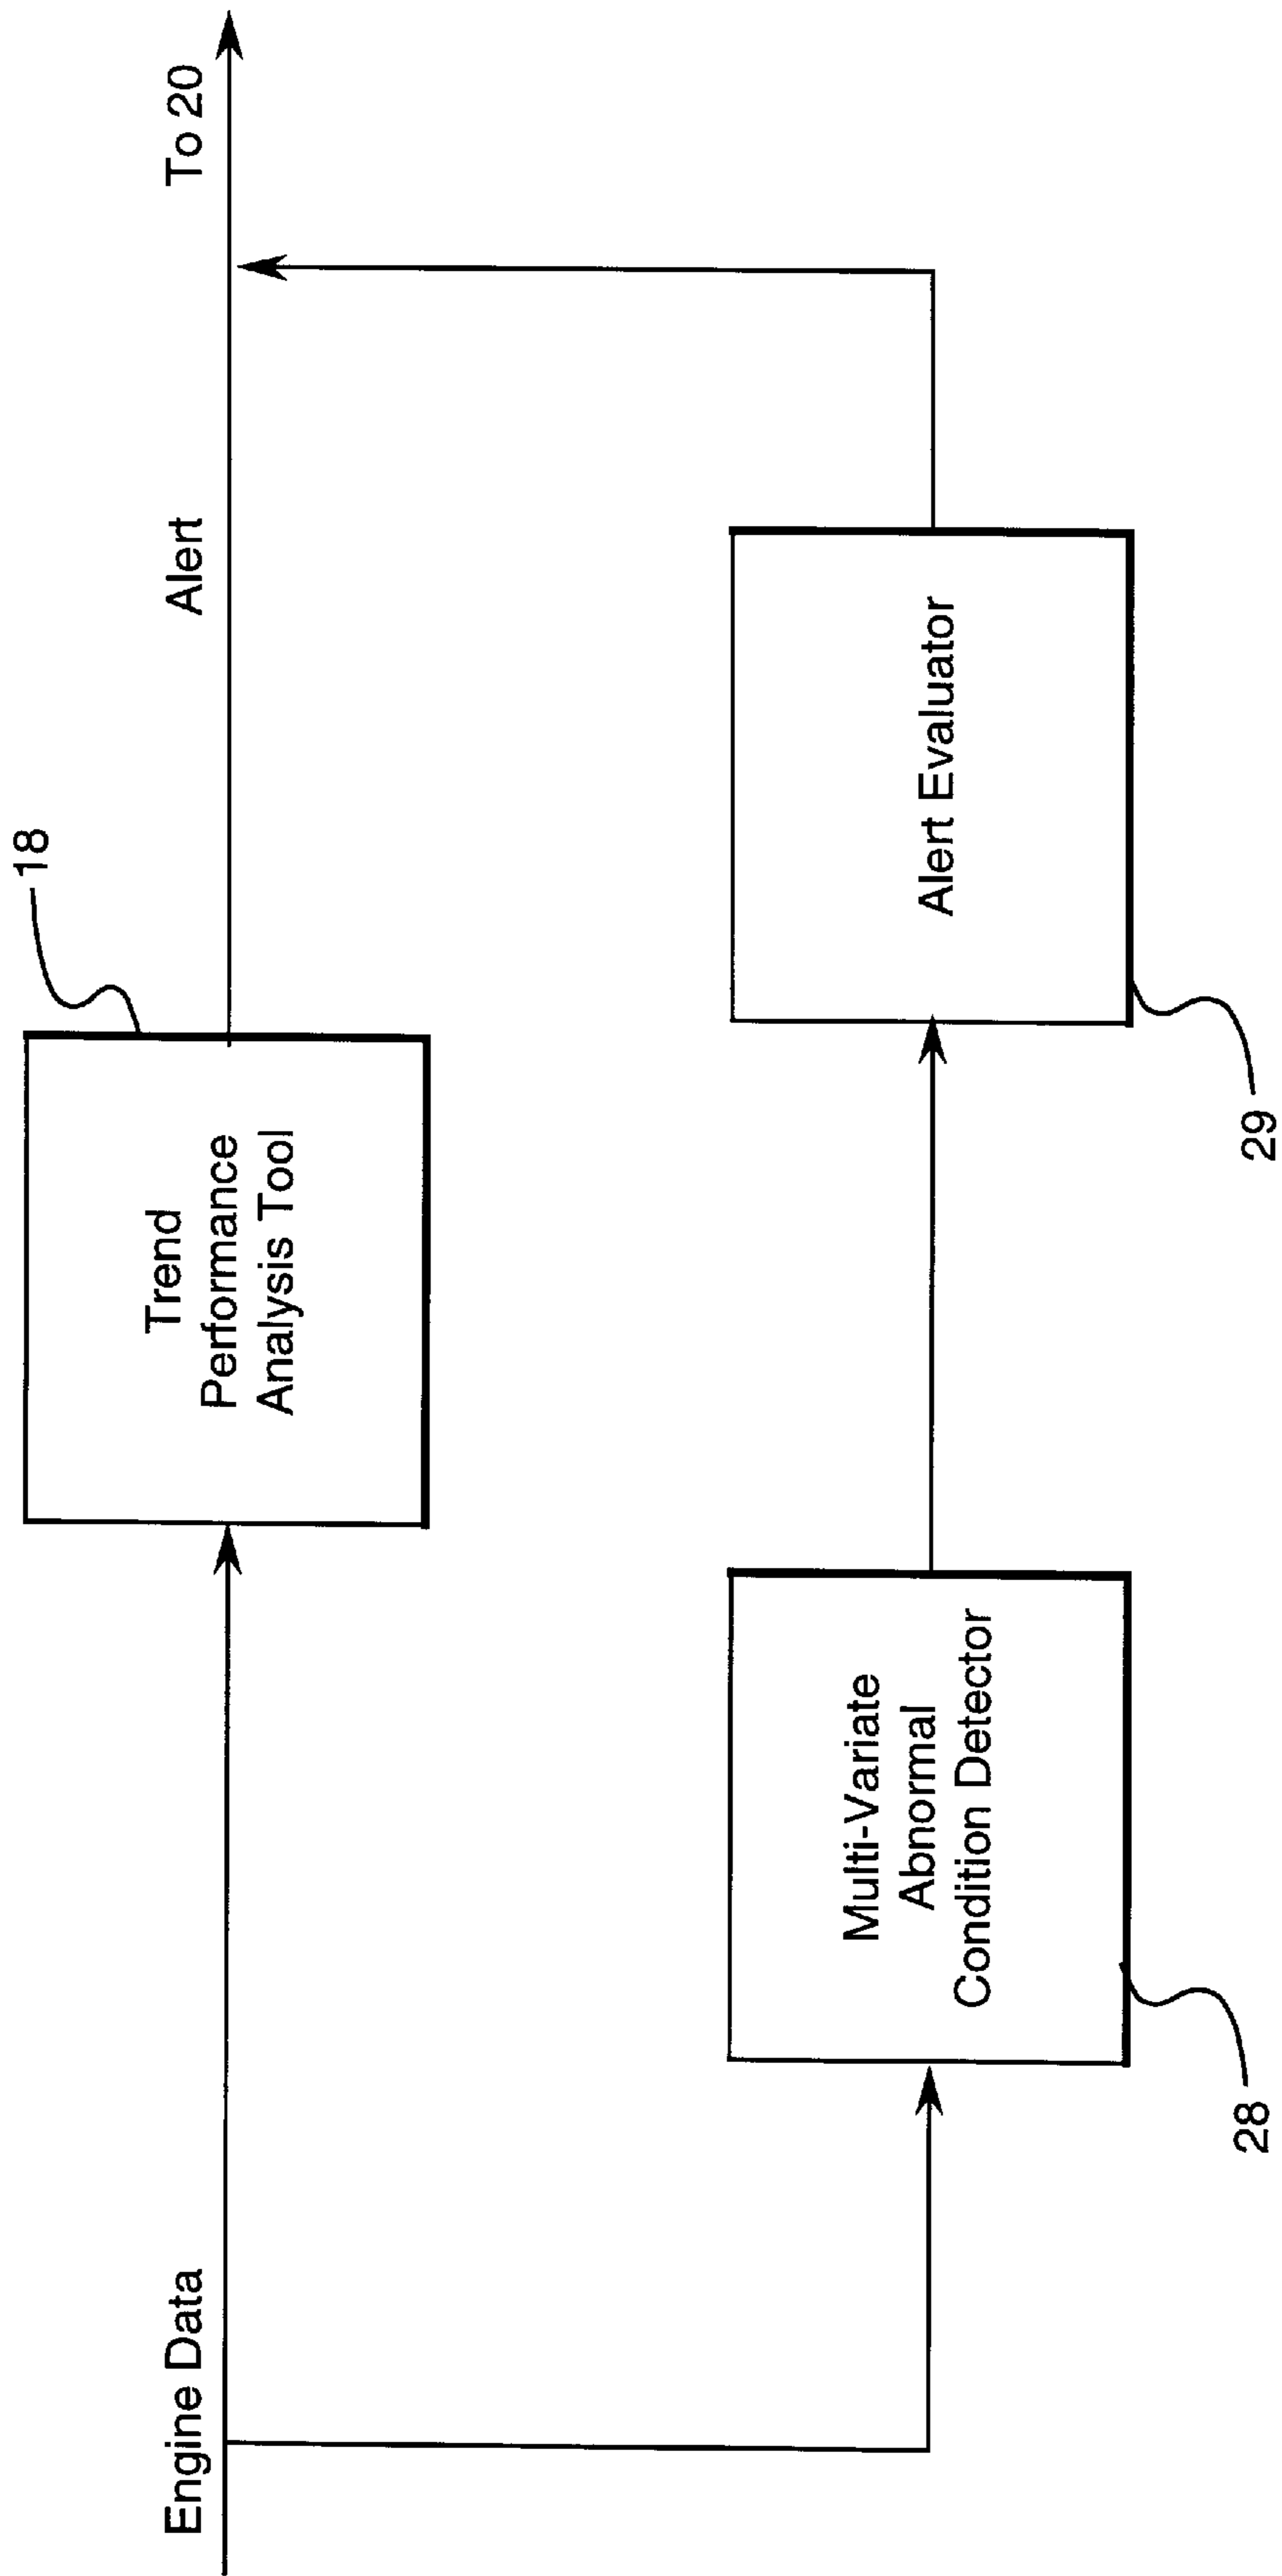 Engine Data
Trend
Performance
Analysis Tool
18
Alert
To 20
Multi-Variate
Abnormal
Condition Detector
28
Alert Evaluator
29